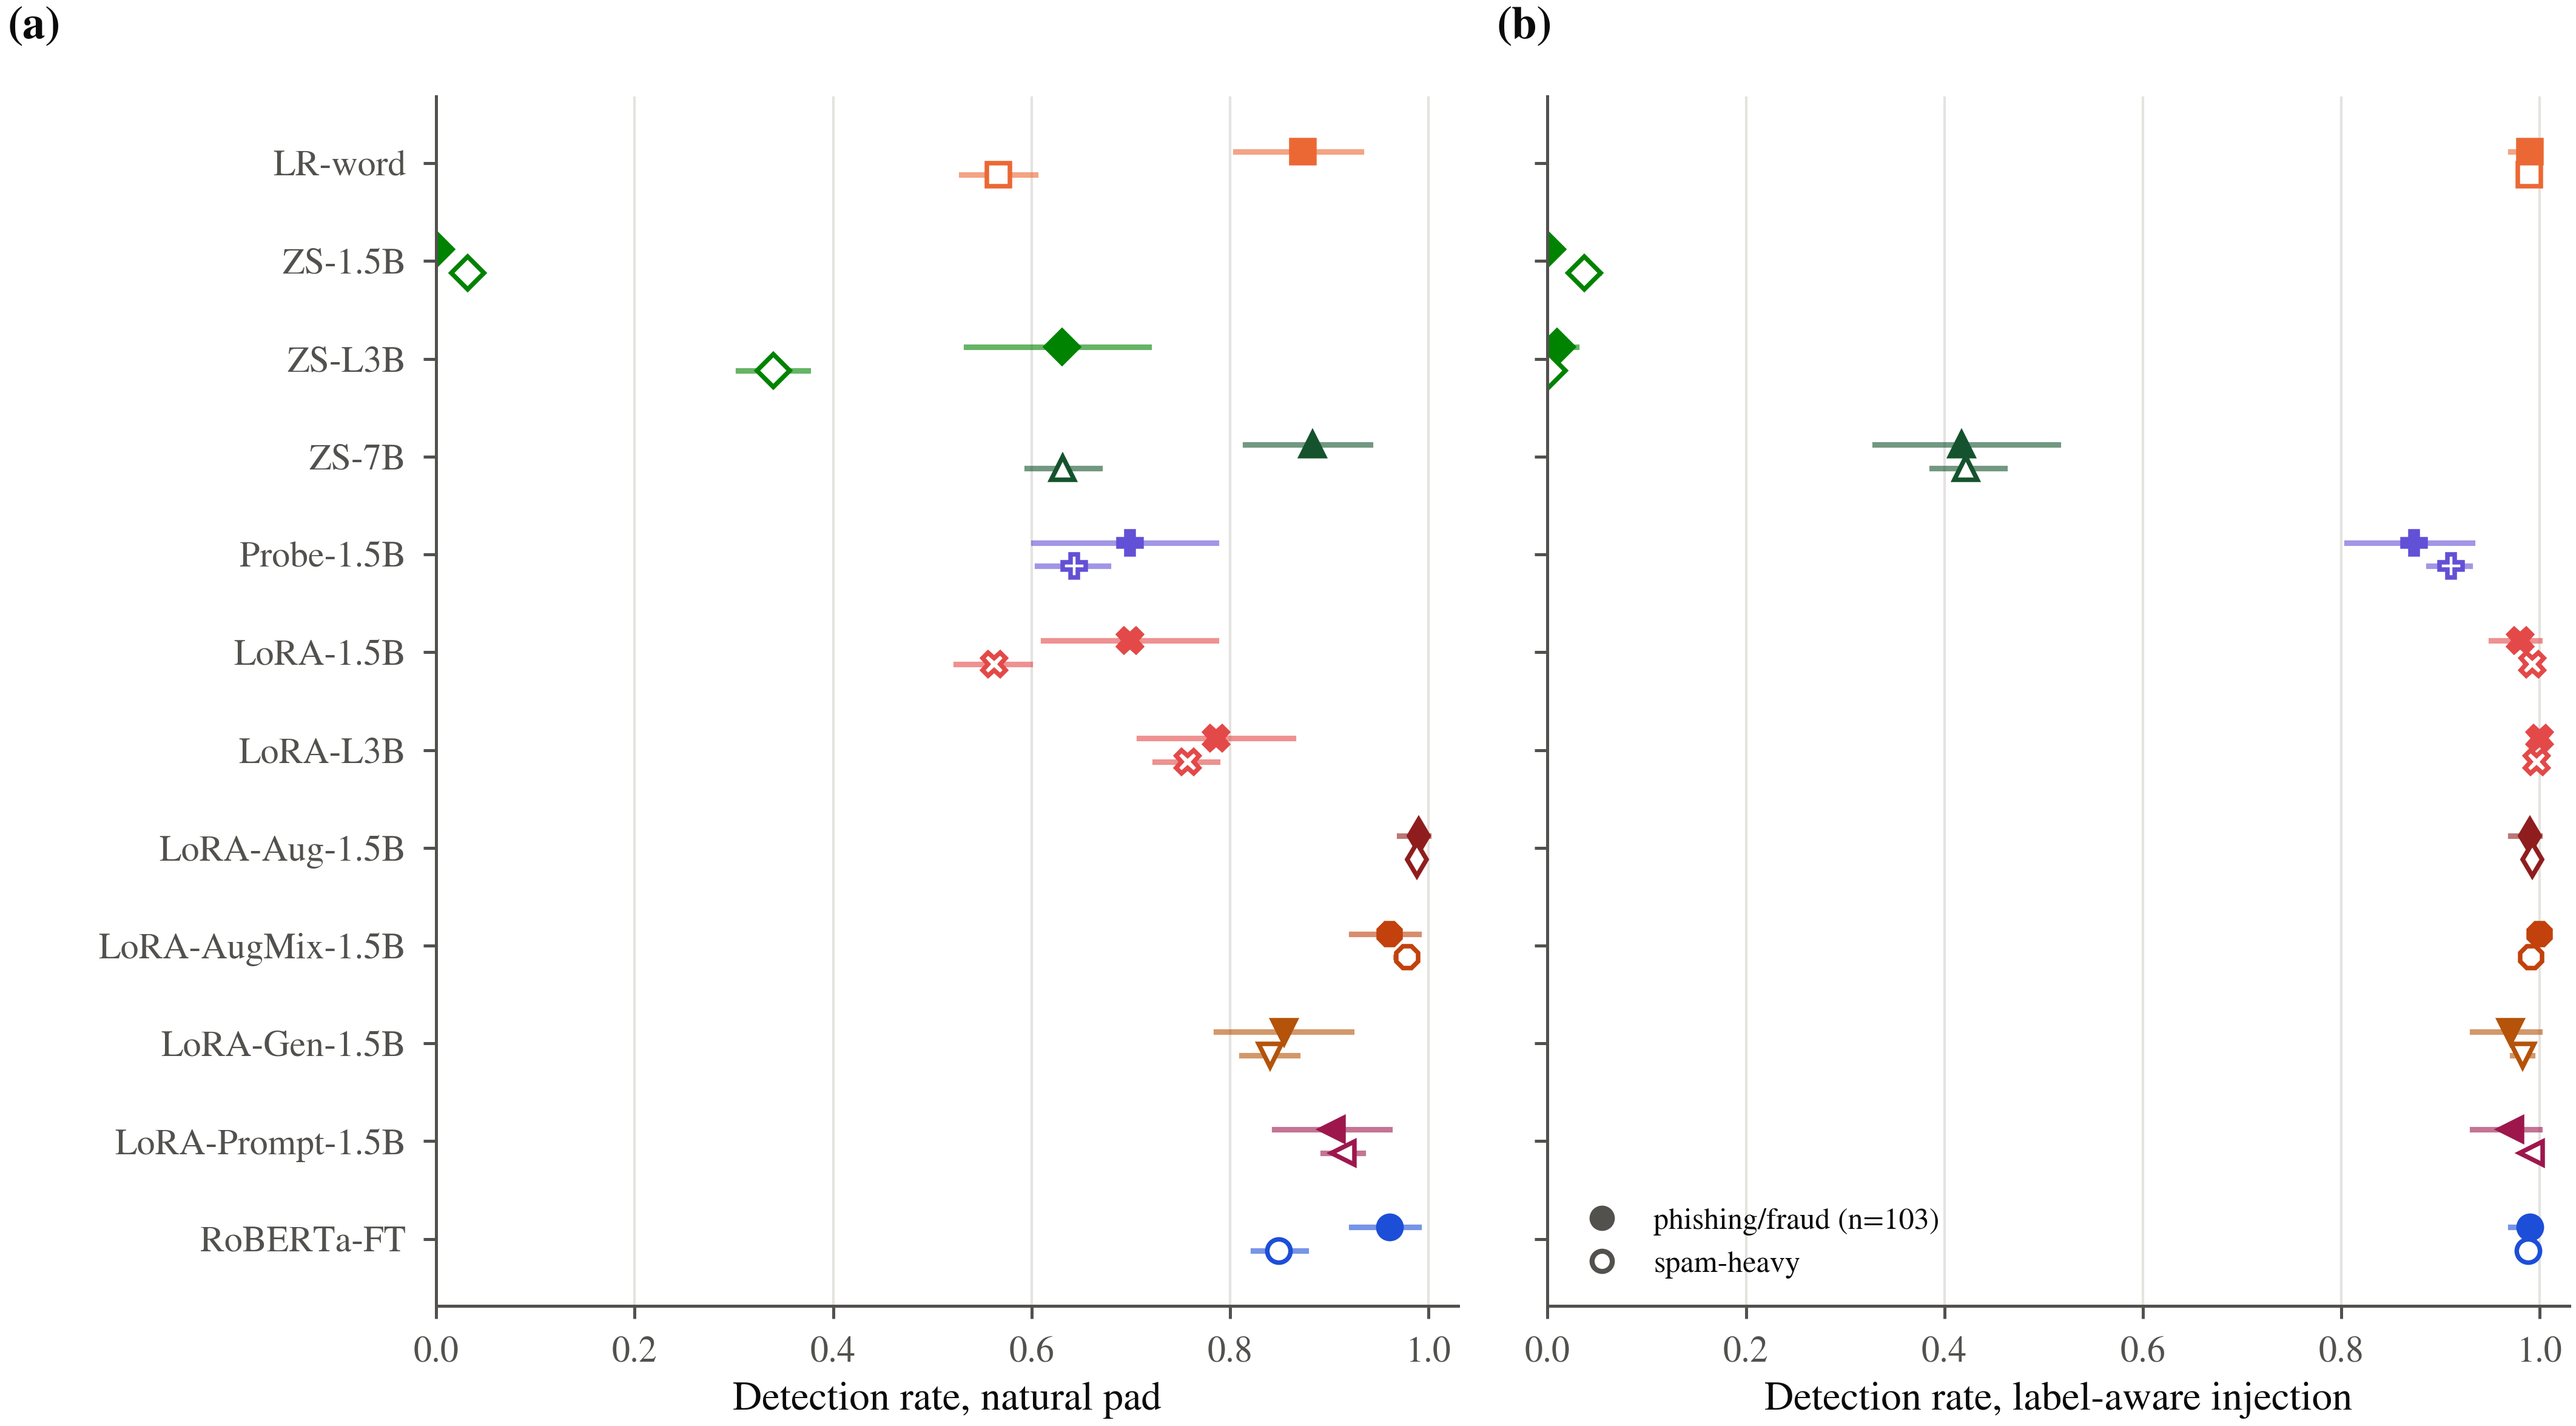 (a)
(b)
LR-word
ZS-1.5B
ZS-L3B
ZS-7B
Probe-1.5B
LoRA-1.5B
LoRA-L3B
LoRA-Aug-1.5B
LoRA-AugMix-1.5B
LoRA-Gen-1.5B
LoRA-Prompt-1.5B
RoBERTa-FT
0.0 0.2 0.4 0.6 0.8 1.0
Detection rate, natural pad
phishing/fraud (n=103)
spam-heavy
0.0 0.2 0.4 0.6 0.8 1.0
Detection rate, label-aware injection